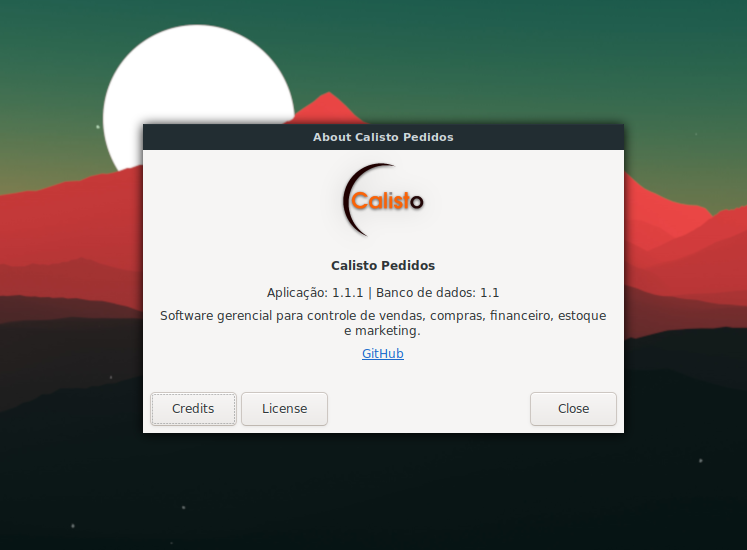 About Calisto Pedidos
Calisto
Calisto Pedidos
Aplicação: 1.1.1 | Banco de dados: 1.1
Software gerencial para controle de vendas, compras, financeiro, estoque
e marketing.
GitHub
Credits
License
Close